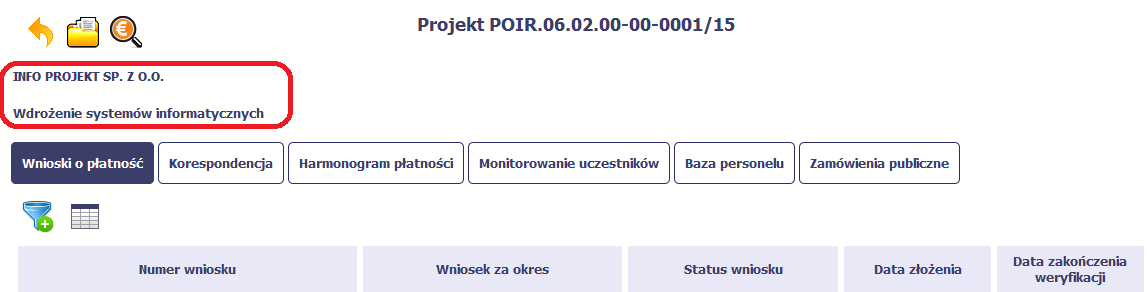 Projekt POIR.06.02.00-00-0001/15
INFO PROJEKT SP. Z O.O.
Wdrożenie systemów informatycznych
Wnioski o płatność Korespondencja Harmonogram płatności Monitorowanie uczestników Baza personelu Zamówienia publiczne
Numer wniosku Wniosek za okres Status wniosku Data złożenia Data zakończenia
weryfikacji